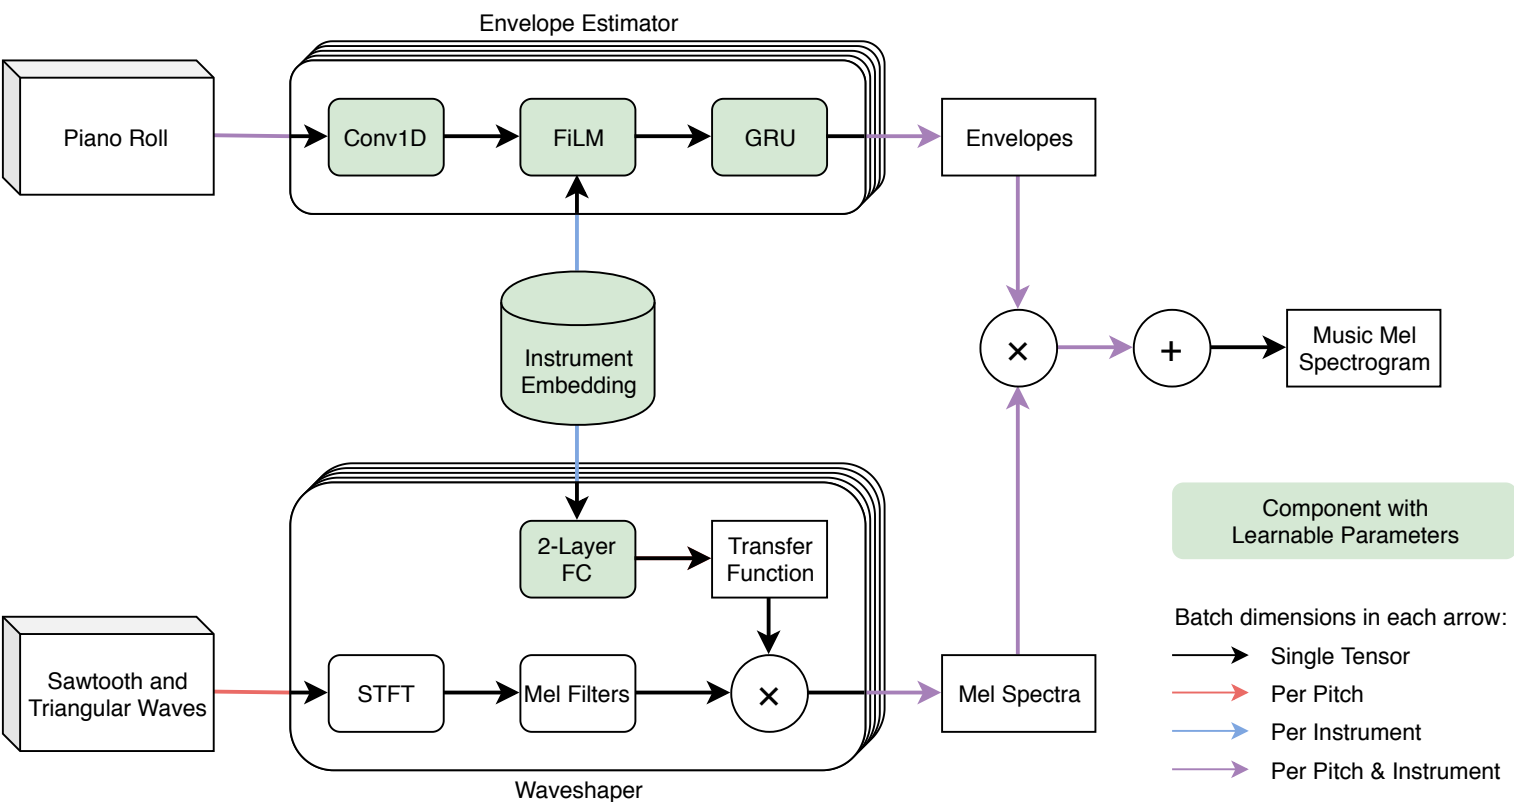 Envelope Estimator
Piano Roll
Conv1D
FiLM
GRU
Envelopes
Instrument
Embedding
×
+
Music Mel
Spectrogram
2-Layer
FC
Transfer
Function
Sawtooth and
Triangular Waves
STFT
Mel Filters
×
Mel Spectra
Waveshaper
Component with
Learnable Parameters
Batch dimensions in each arrow:
Single Tensor
Per Pitch
Per Instrument
Per Pitch & Instrument